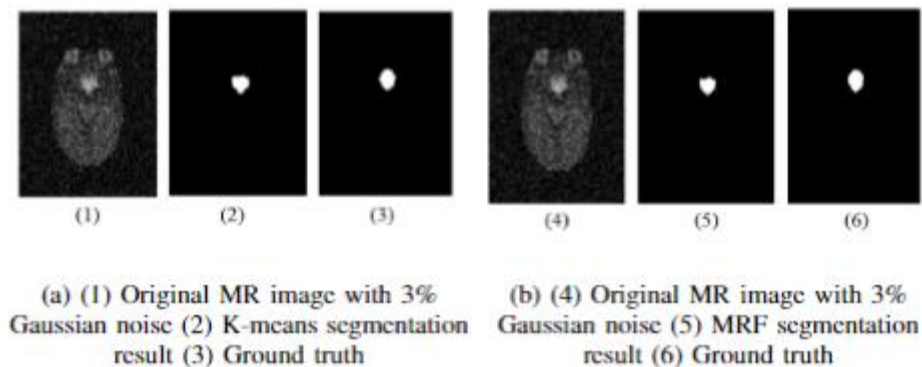 (1)
(2)
(3)
(4)
(5)
(6)
(a) (1) Original MR image with 3%
Gaussian noise (2) K-means segmentation
result (3) Ground truth
(b) (4) Original MR image with 3%
Gaussian noise (5) MRF segmentation
result (6) Ground truth